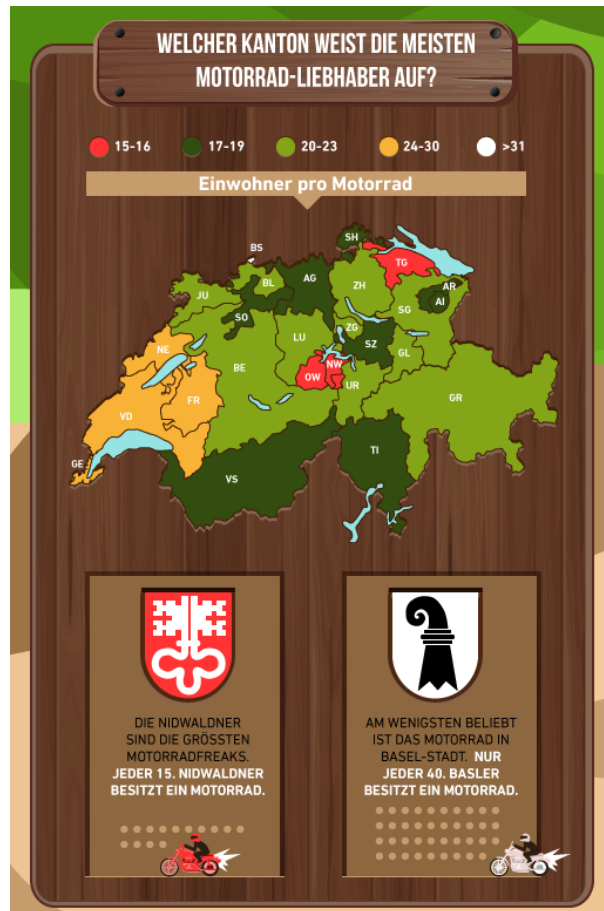 WELCHER KANTON WEIST DIE MEISTEN
MOTORRAD-LIEBHABER AUF?
15-16 17-19 20-23 24-30 >31
Einwohner pro Motorrad
SH
BS
TG
AG
BL
ZH
AR
AI
JU
SO
SG
LU
ZG
SZ
NE
BE
GL
NW
OW
UR
FR
GR
VD
TI
GE
VS
DIE NIDWALDNER
SIND DIE GRÖSSTEN
MOTORRADFREAKS.
JEDER 15. NIDWALDNER
BESITZT EIN MOTORRAD.
AM WENIGSTEN BELIEBT
IST DAS MOTORRAD IN
BASEL-STADT. NUR
JEDER 40. BASLER
BESITZT EIN MOTORRAD.